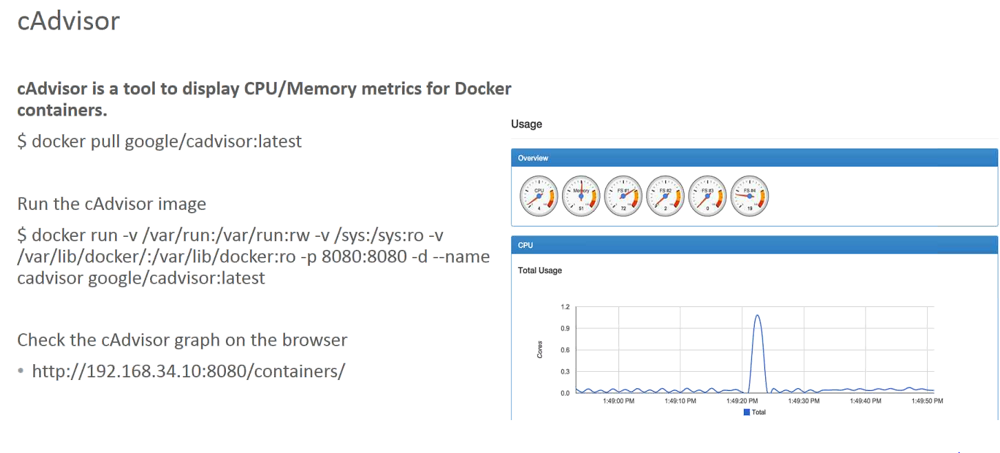 cAdvisor
cAdvisor is a tool to display CPU/Memory metrics for Docker
containers.
$ docker pull google/cadvisor:latest
Run the cAdvisor image
$ docker run -v /var/run:/var/run:rw -v /sys:/sys:ro -v
/var/lib/docker/:/var/lib/docker:ro -p 8080:8080 -d --name
cadvisor google/cadvisor:latest
Check the cAdvisor graph on the browser
• http://192.168.34.10:8080/containers/
Usage
Overview
CPU Memory FS #1 FS #2 FS #3 FS #4
4 51 72 2 0 19
CPU
Total Usage
Cores
1.2
0.9
0.6
0.3
0.0
1:49:00 PM 1:49:10 PM 1:49:20 PM 1:49:30 PM 1:49:40 PM 1:49:50 PM
Total